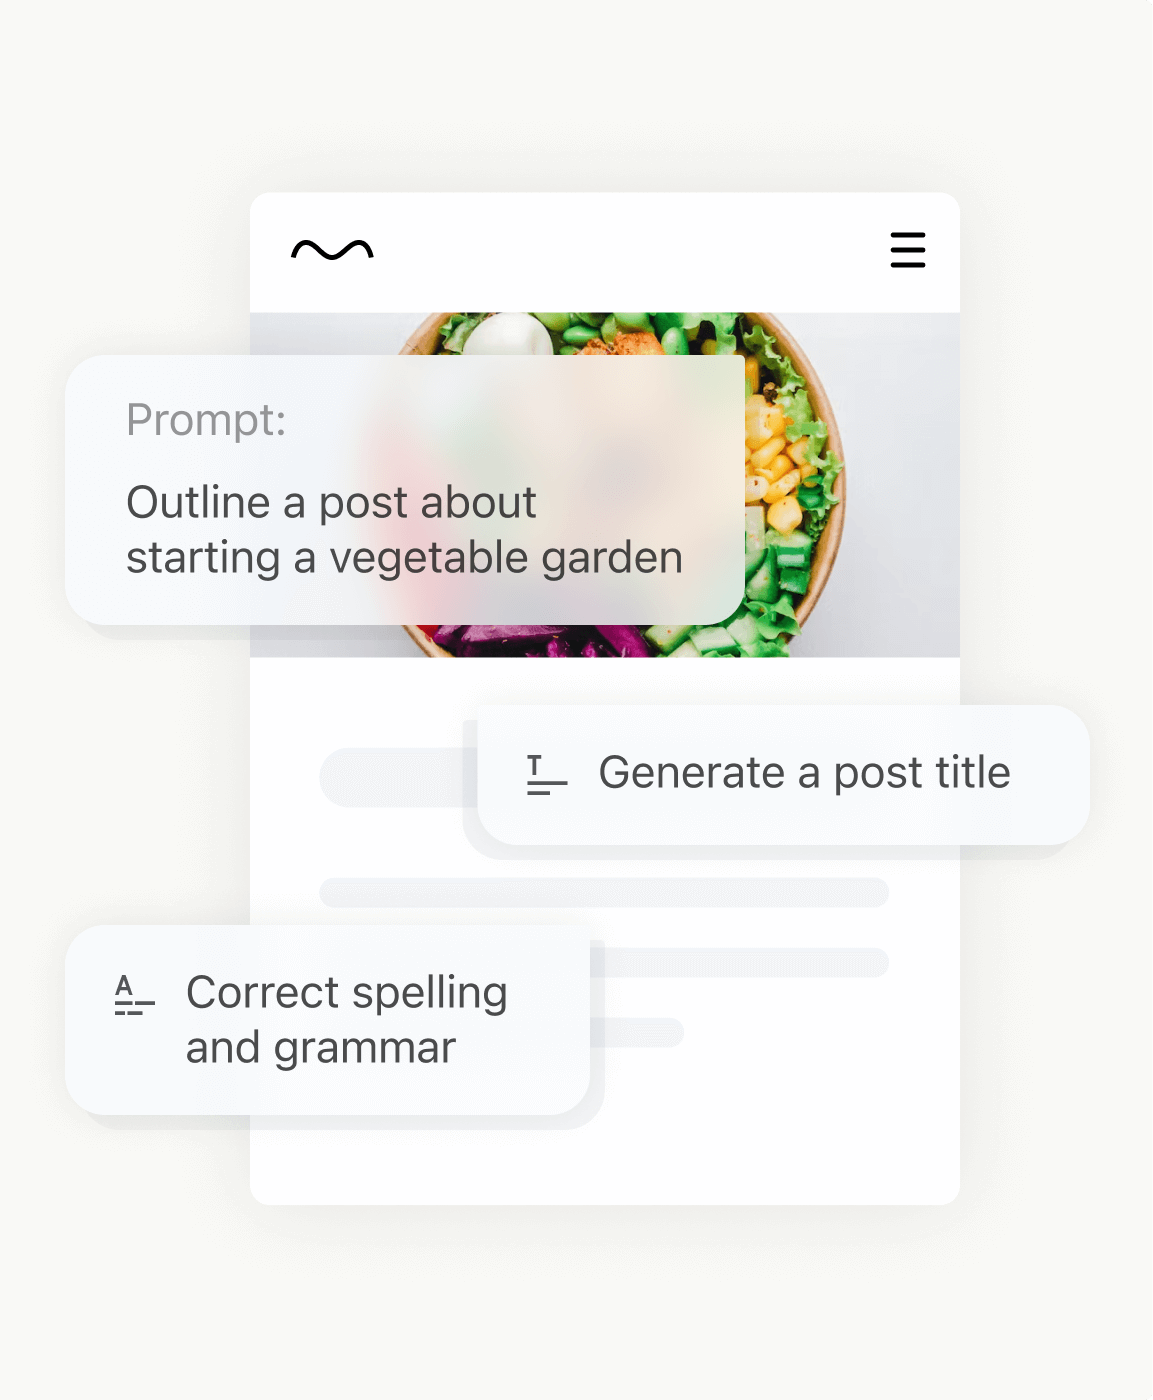 Prompt:
Outline a post about
starting a vegetable garden
Generate a post title
Correct spelling
and grammar